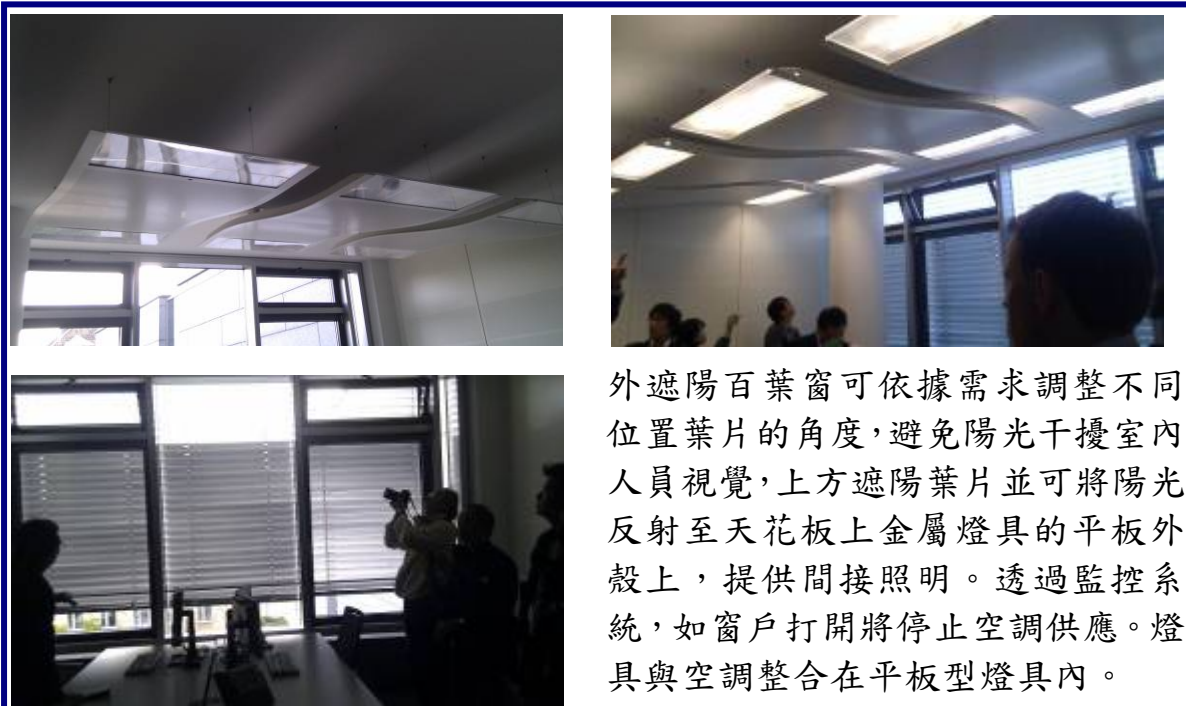 外遮陽百葉窗可依據需求調整不同
位置葉片的角度，避免陽光干擾室內
人員視覺，上方遮陽葉片並可將陽光
反射至天花板上金屬燈具的平板外
殼上，提供間接照明。透過監控系
統，如窗戶打開將停止空調供應。燈
具與空調整合在平板型燈具內。